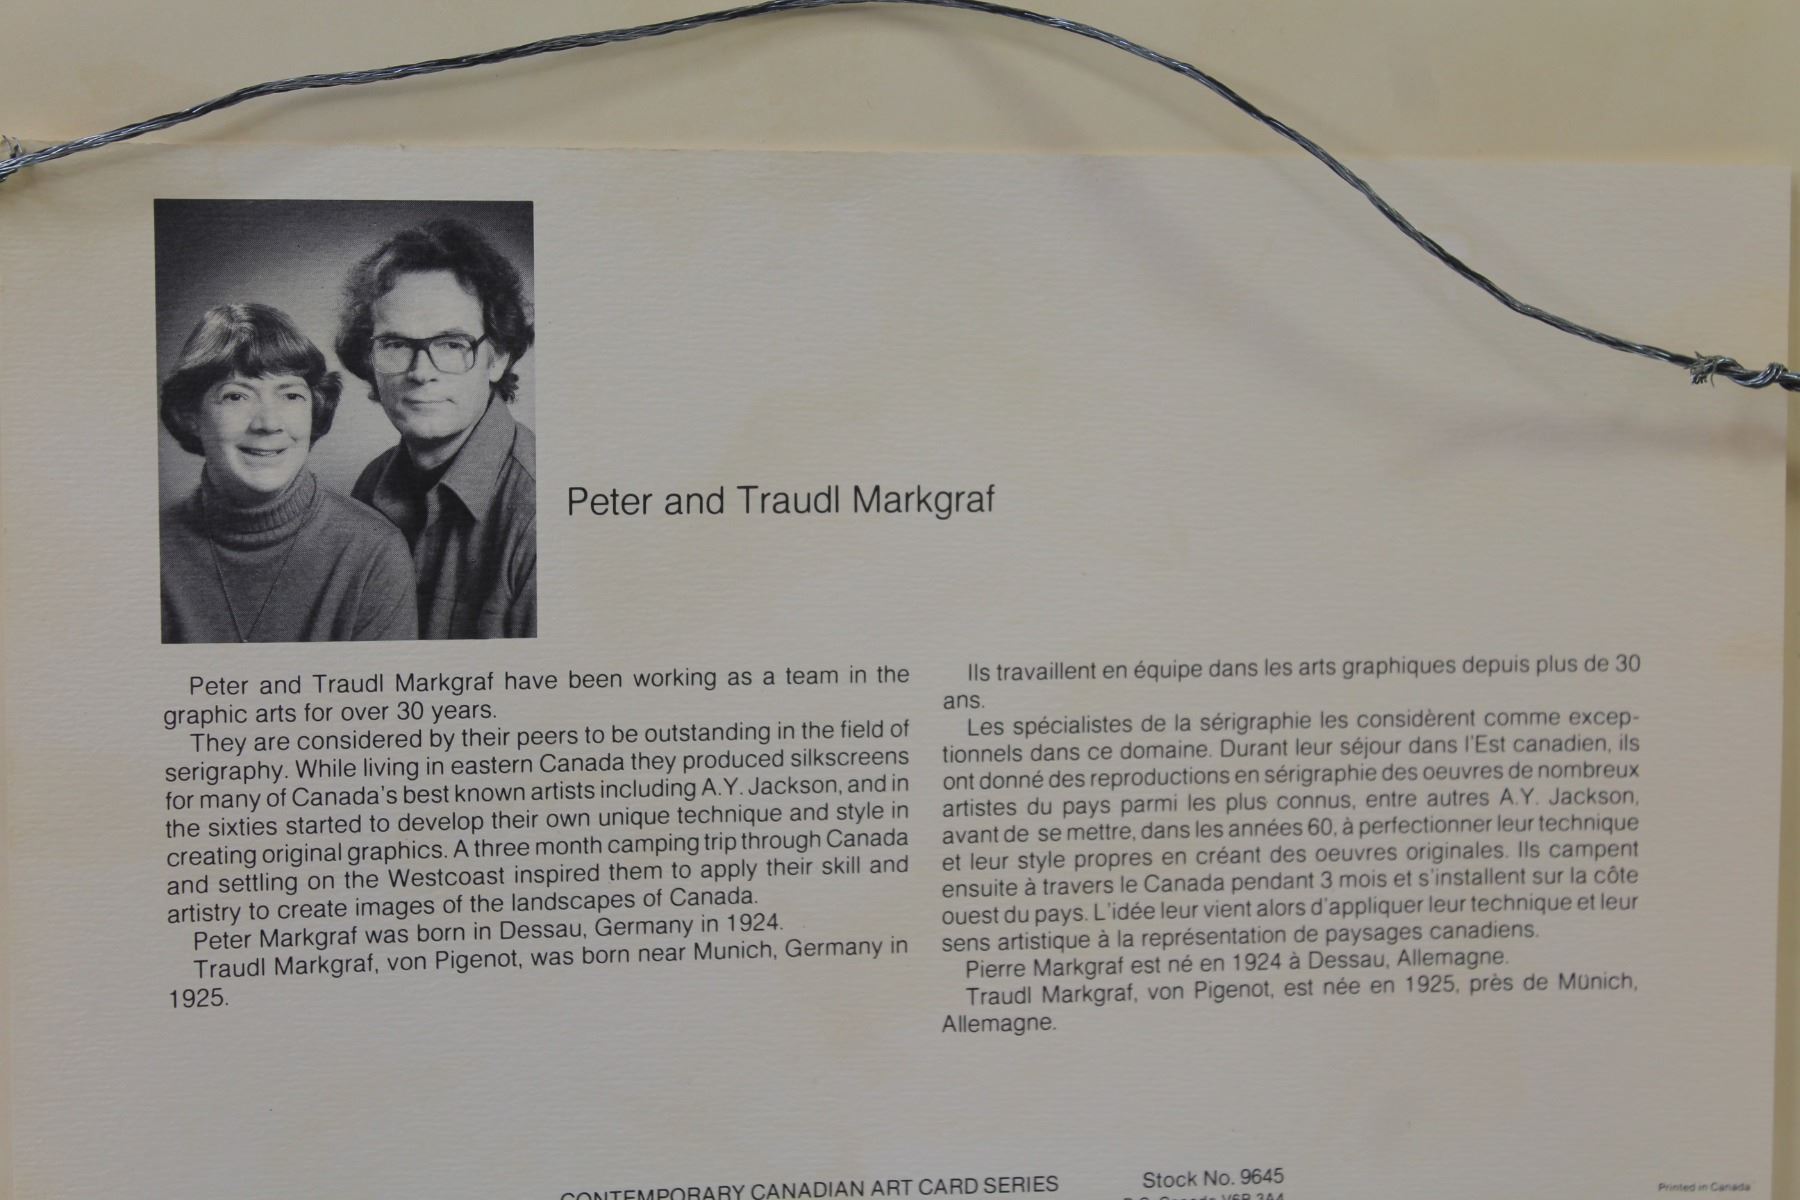 Peter and Traudl Markgraf
Peter and Traudl Markgraf have been working as a team in the
graphic arts for over 30 years.
They are considered by their peers to be outstanding in the field of
serigraphy. While living in eastern Canada they produced silkscreens
for many of Canada's best known artists including A.Y. Jackson, and in
the sixties started to develop their own unique technique and style in
creating original graphics. A three month camping trip through Canada
and settling on the Westcoast inspired them to apply their skill and
artistry to create images of the landscapes of Canada.
Peter Markgraf was born in Dessau, Germany in 1924.
Traudl Markgraf, von Pigenot, was born near Munich, Germany in
1925.
Ils travaillent en équipe dans les arts graphiques depuis plus de 30
ans.
Les spécialistes de la sérigraphie les considèrent comme excep-
tionnels dans ce domaine. Durant leur séjour dans l'Est canadien, ils
ont donné des reproductions en sérigraphie des oeuvres de nombreux
artistes du pays parmi les plus connus, entre autres A.Y. Jackson,
avant de se mettre, dans les années 60, à perfectionner leur technique
et leur style propres en créant des oeuvres originales. Ils campent
ensuite à travers le Canada pendant 3 mois et s'installent sur la côte
ouest du pays. L'idée leur vient alors d'appliquer leur technique et leur
sens artistique à la représentation de paysages canadiens.
Pierre Markgraf est né en 1924 à Dessau, Allemagne.
Traudl Markgraf, von Pigenot, est née en 1925, près de Münich,
Allemagne.
CONTEMPORARY CANADIAN ART CARD SERIES
Stock No. 9645
Canada V6R 3A4
Printed in Canada